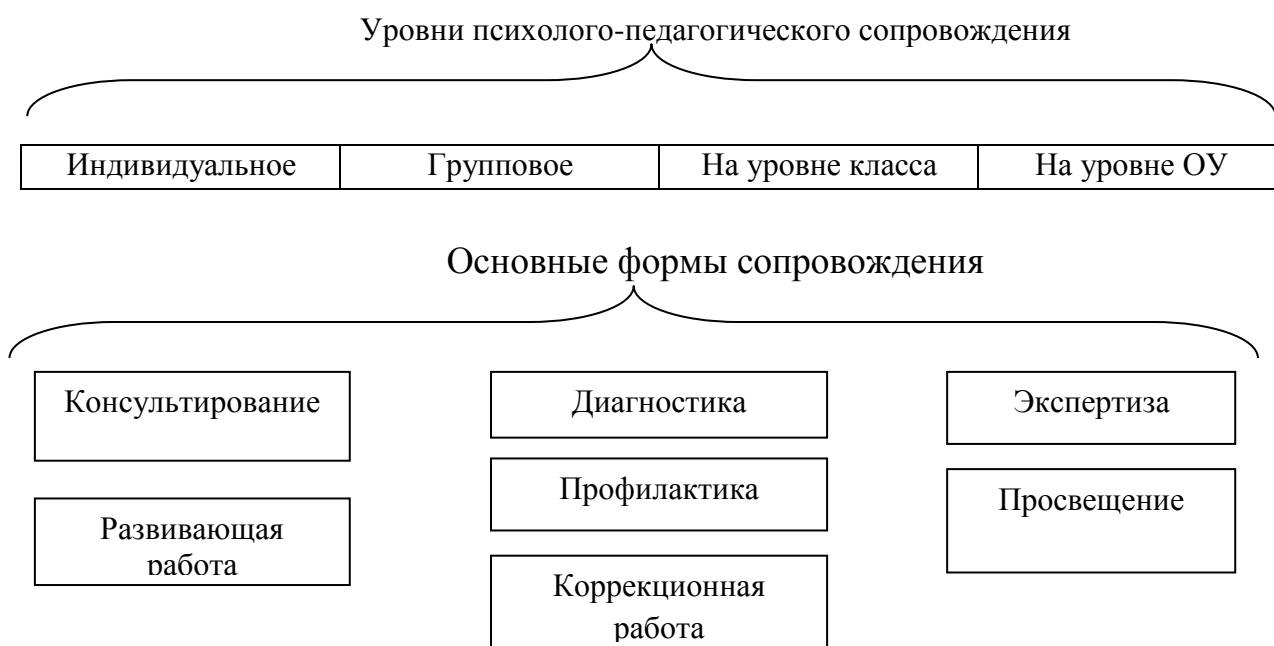 Уровни психолого-педагогического сопровождения
Индивидуальное Групповое На уровне класса На уровне ОУ
Основные формы сопровождения
Консультирование
Развивающая
работа
Диагностика
Профилактика
Коррекционная
работа
Экспертиза
Просвещение